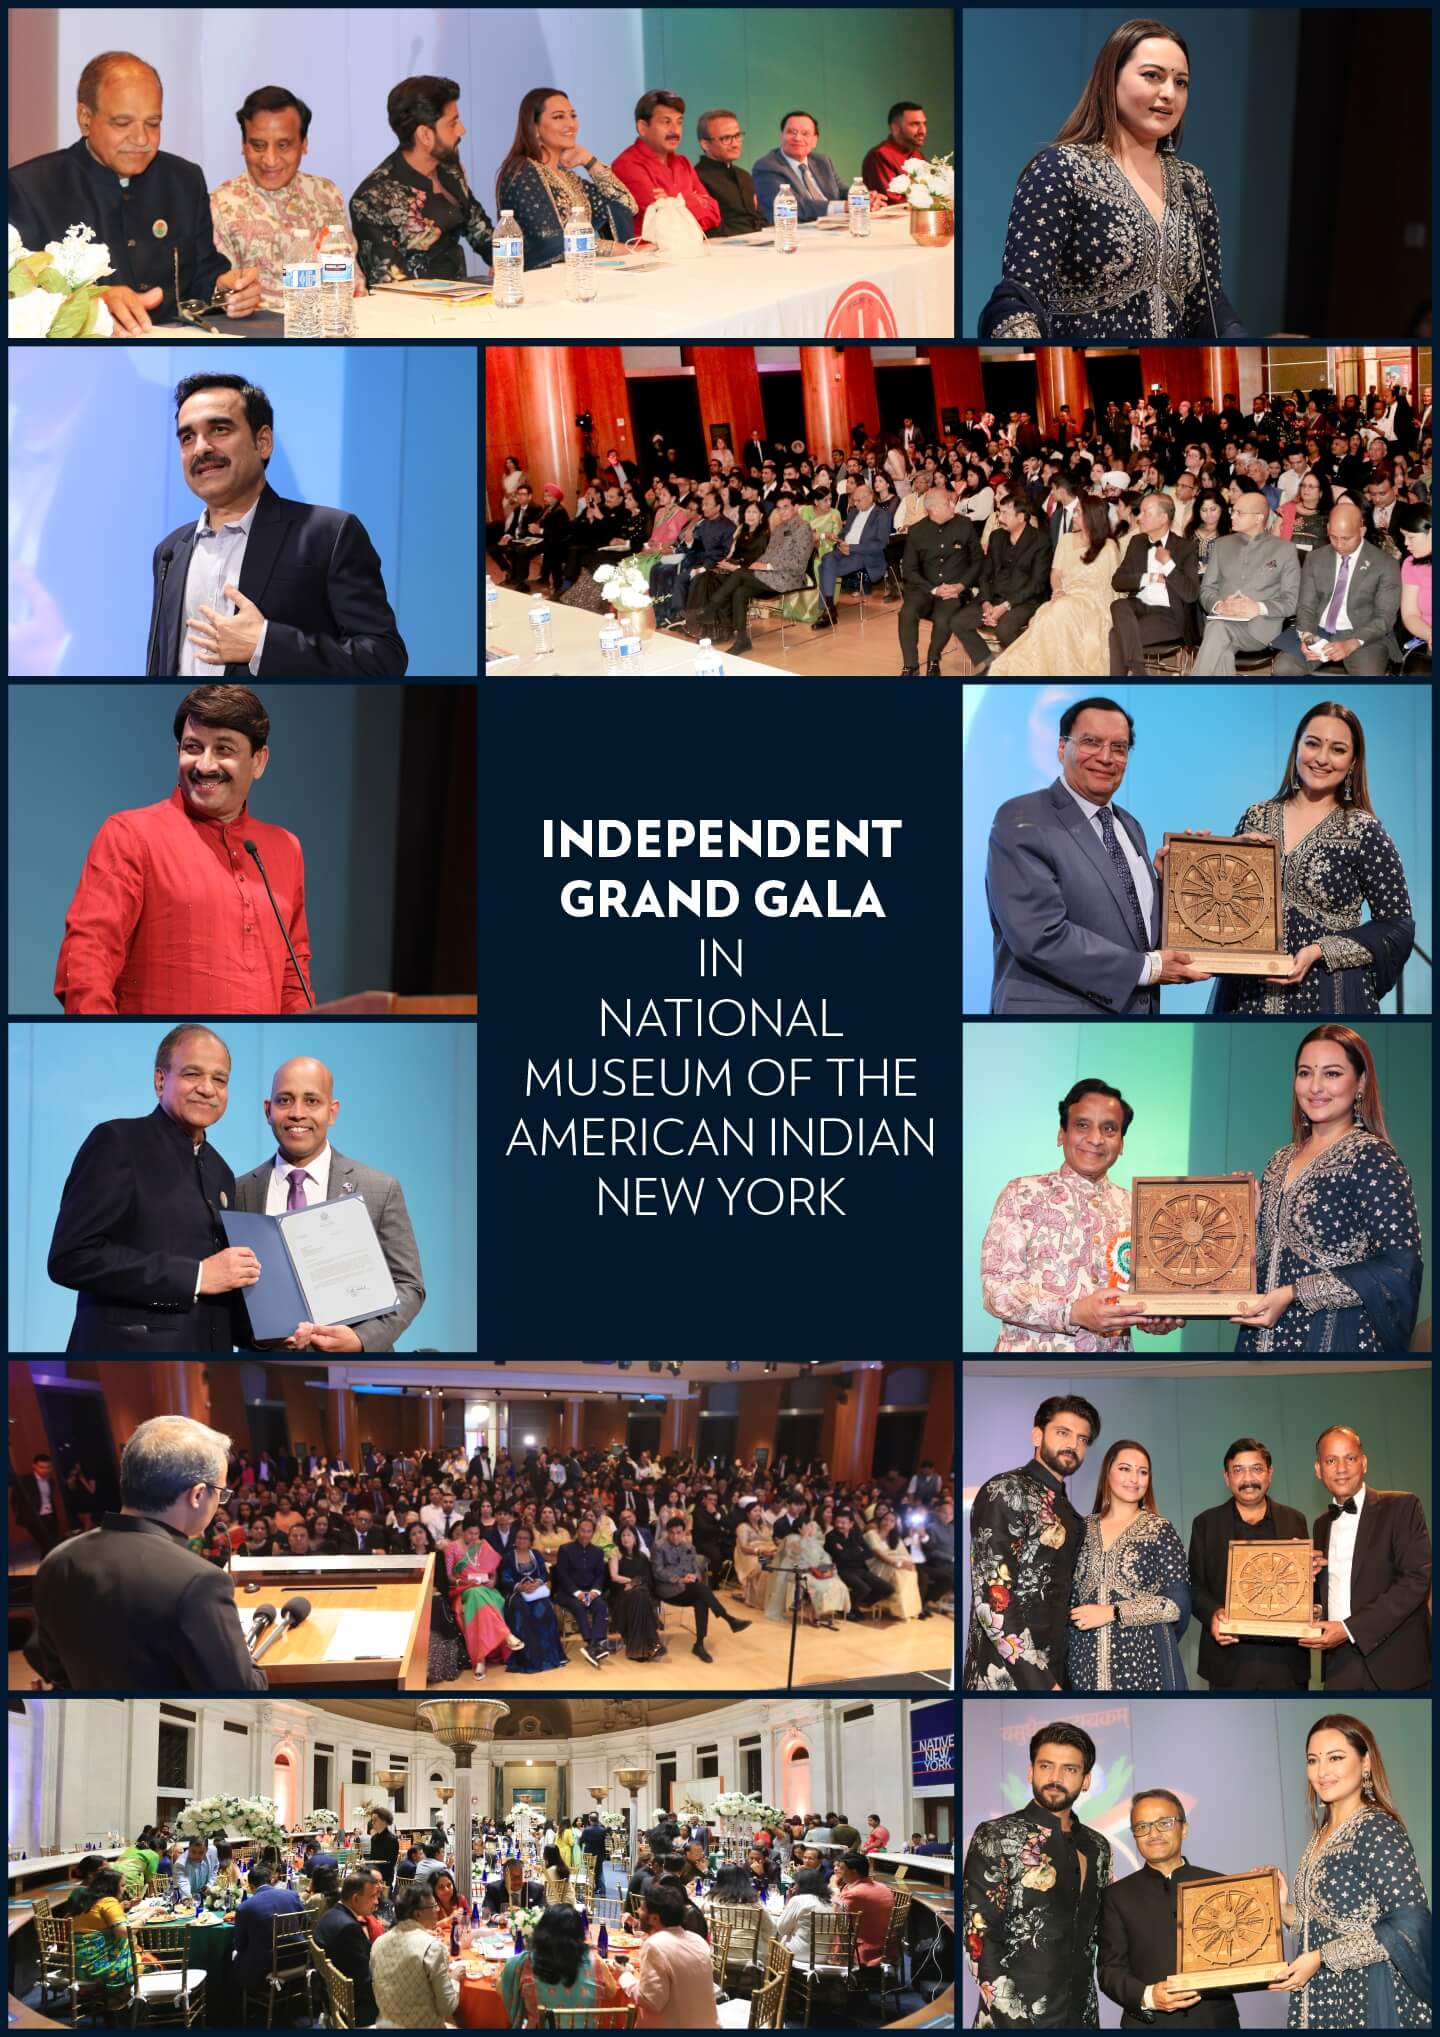 INDEPENDENT
GRAND GALA
IN
NATIONAL
MUSEUM OF THE
AMERICAN INDIAN
NEW YORK
NATIVE
NEW
YORK